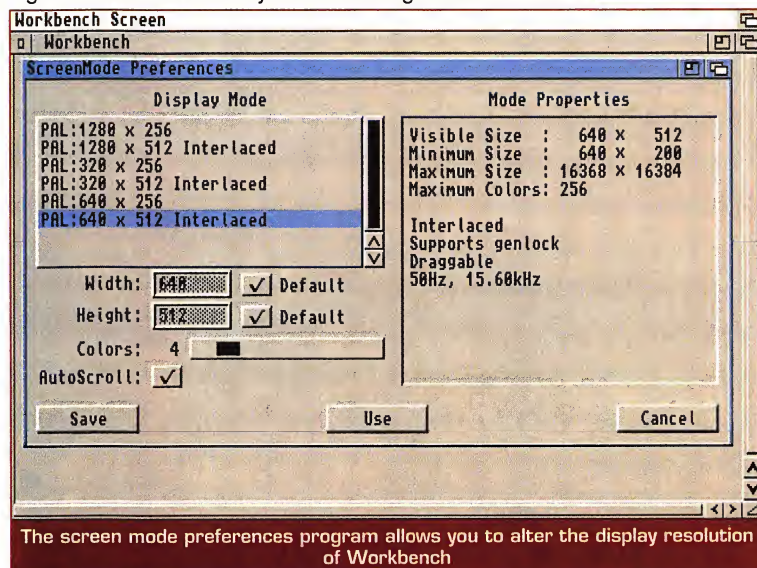 Workbench Screen
Workbench
ScreenMode Preferences
Display Mode
PAL:1280 x 256
PAL:1280 x 512 Interlaced
PAL:320 x 256
PAL:320 x 512 Interlaced
PAL:640 x 256
PAL:640 x 512 Interlaced
Width: 640 Default
Height: 512 Default
Colors: 4
AutoScroll:
Mode Properties
Visible Size : 640 x 512
Minimum Size : 640 x 200
Maximum Size : 16368 x 16384
Maximum Colors: 256
Interlaced
Supports genlock
Draggable
50Hz, 15.60kHz
Save Use Cancel
The screen mode preferences program allows you to alter the display resolution
of Workbench